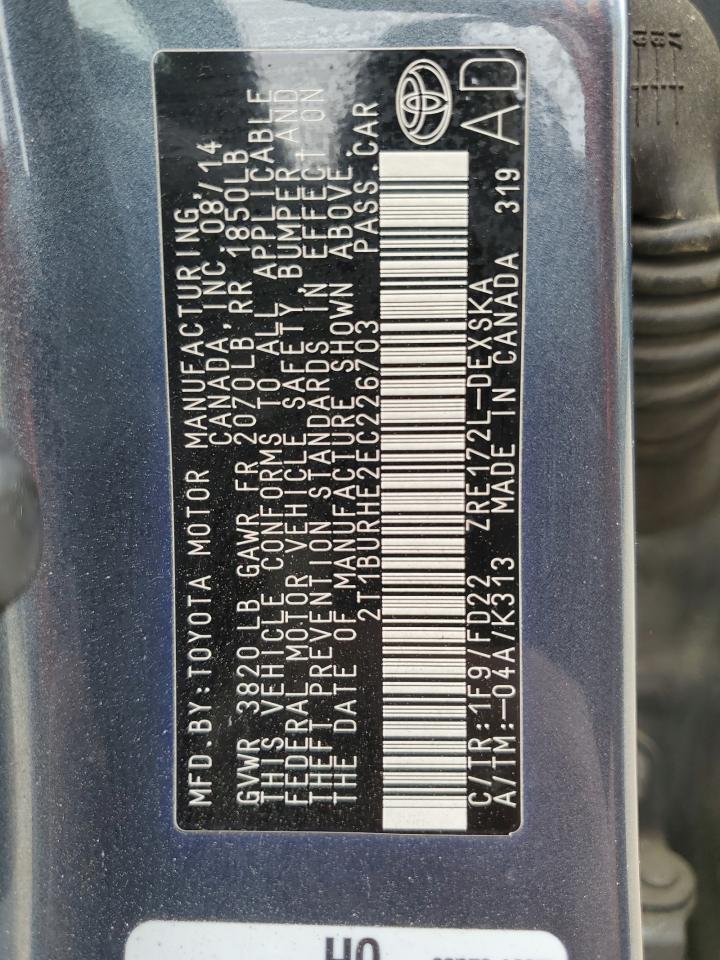 MFD.BY:TOYOTA MOTOR MANUFACTURING,
CANADA, INC 08/14
GVWR 3820LB GAWR FR 2070LB RR 1850LB
THIS VEHICLE CONFORMS TO ALL APPLICABLE
FEDERAL MOTOR VEHICLE SAFETY, BUMPER AND
THEFT PREVENTION STANDARDS IN EFFECT ON
THE DATE OF MANUFACTURE SHOWN ABOVE.
2T1BURHE2EC226703 PASS.CAR
C/TR:1F9/FD22 ZRE172L-DEXSKA
A/TM:-04A/K313 MADE IN CANADA 319
AD
HO